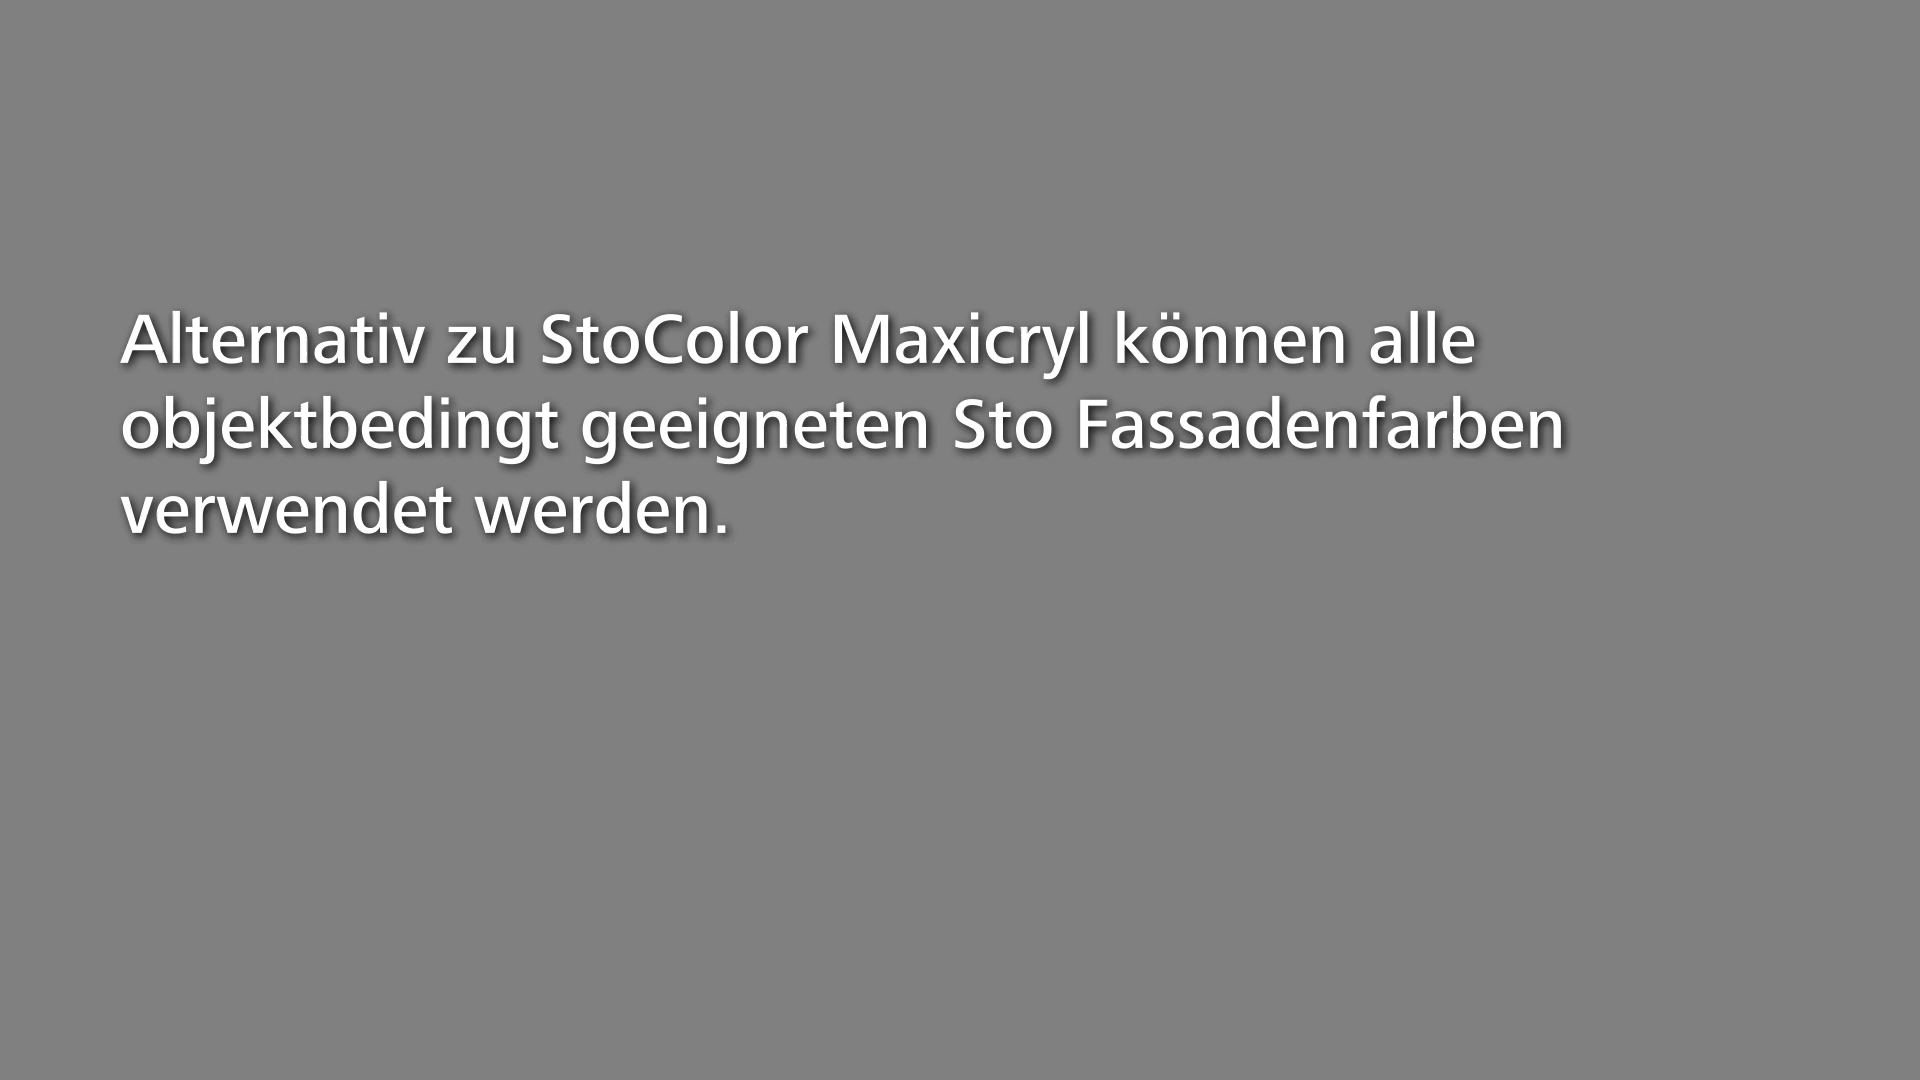 Alternativ zu StoColor Maxicryl können alle
objektbedingt geeigneten Sto Fassadenfarben
verwendet werden.